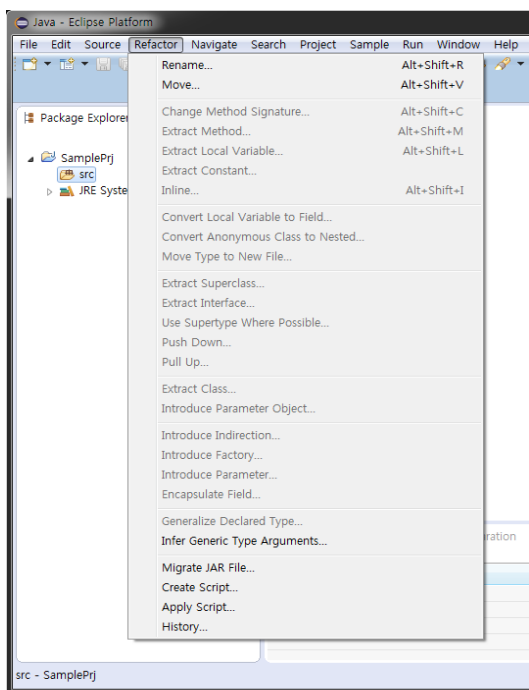 Java - Eclipse Platform
File Edit Source Refactor Navigate Search Project Sample Run Window Help
Package Explorer
SamplePrj
src
JRE Syste
Rename... Alt+Shift+R
Move... Alt+Shift+V
Change Method Signature... Alt+Shift+C
Extract Method... Alt+Shift+M
Extract Local Variable... Alt+Shift+L
Extract Constant...
Inline... Alt+Shift+I
Convert Local Variable to Field...
Convert Anonymous Class to Nested...
Move Type to New File...
Extract Superclass...
Extract Interface...
Use Supertype Where Possible...
Push Down...
Pull Up...
Extract Class...
Introduce Parameter Object...
Introduce Indirection...
Introduce Factory...
Introduce Parameter...
Encapsulate Field...
Generalize Declared Type...
Infer Generic Type Arguments...
Migrate JAR File...
Create Script...
Apply Script...
History...
ration
src - SamplePrj